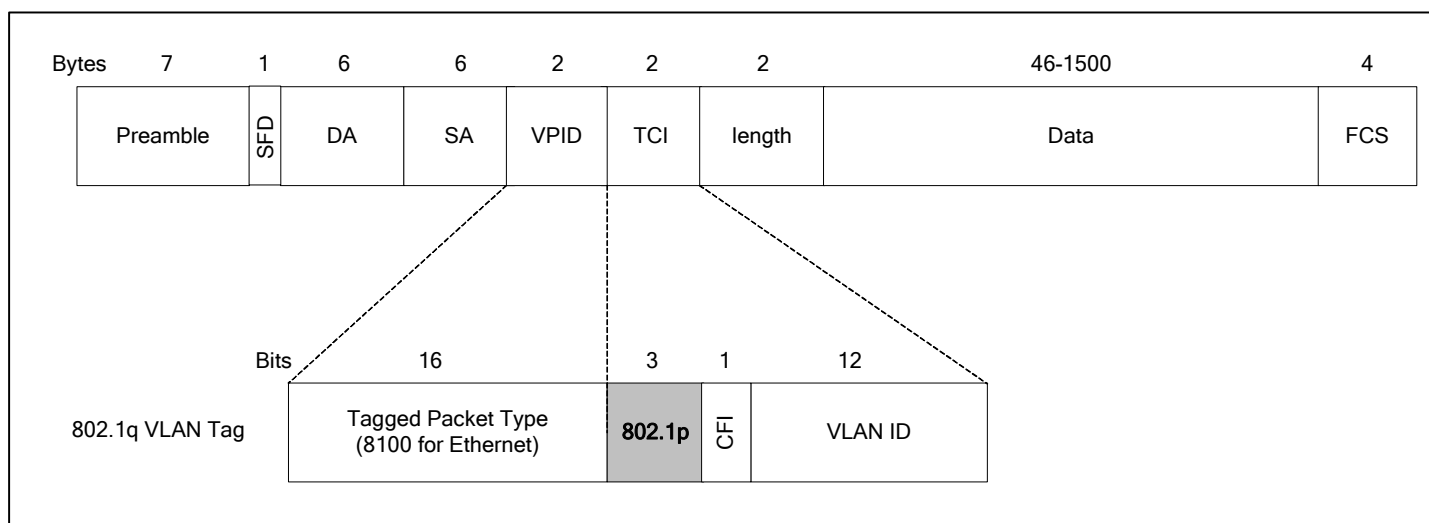 Bytes 7 1 6 6 2 2 2 46-1500 4
Preamble SFD DA SA VPID TCI length Data FCS
Bits 16 3 1 12
802.1q VLAN Tag
Tagged Packet Type
(8100 for Ethernet)
802.1p CFI VLAN ID